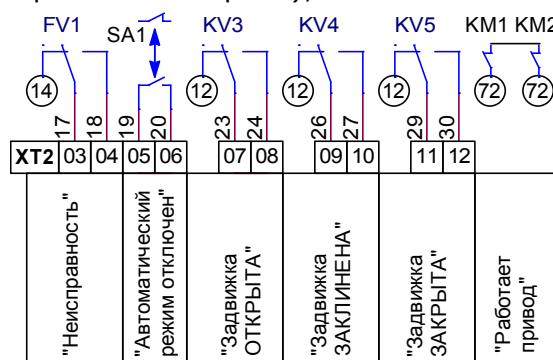 FV1 SA1 KV3 KV4 KV5 KM1 KM2
14 12 12 12 72 72
17 18 19 20 23 24 26 27 29 30
XT2 03 04 05 06 07 08 09 10 11 12
"Неисправность"
"Автоматический
режим отключен"
"Задвижка
ОТКРЫТА"
"Задвижка
ЗАКЛИНЕНА"
"Задвижка
ЗАКРЫТА"
"Работает
привод"